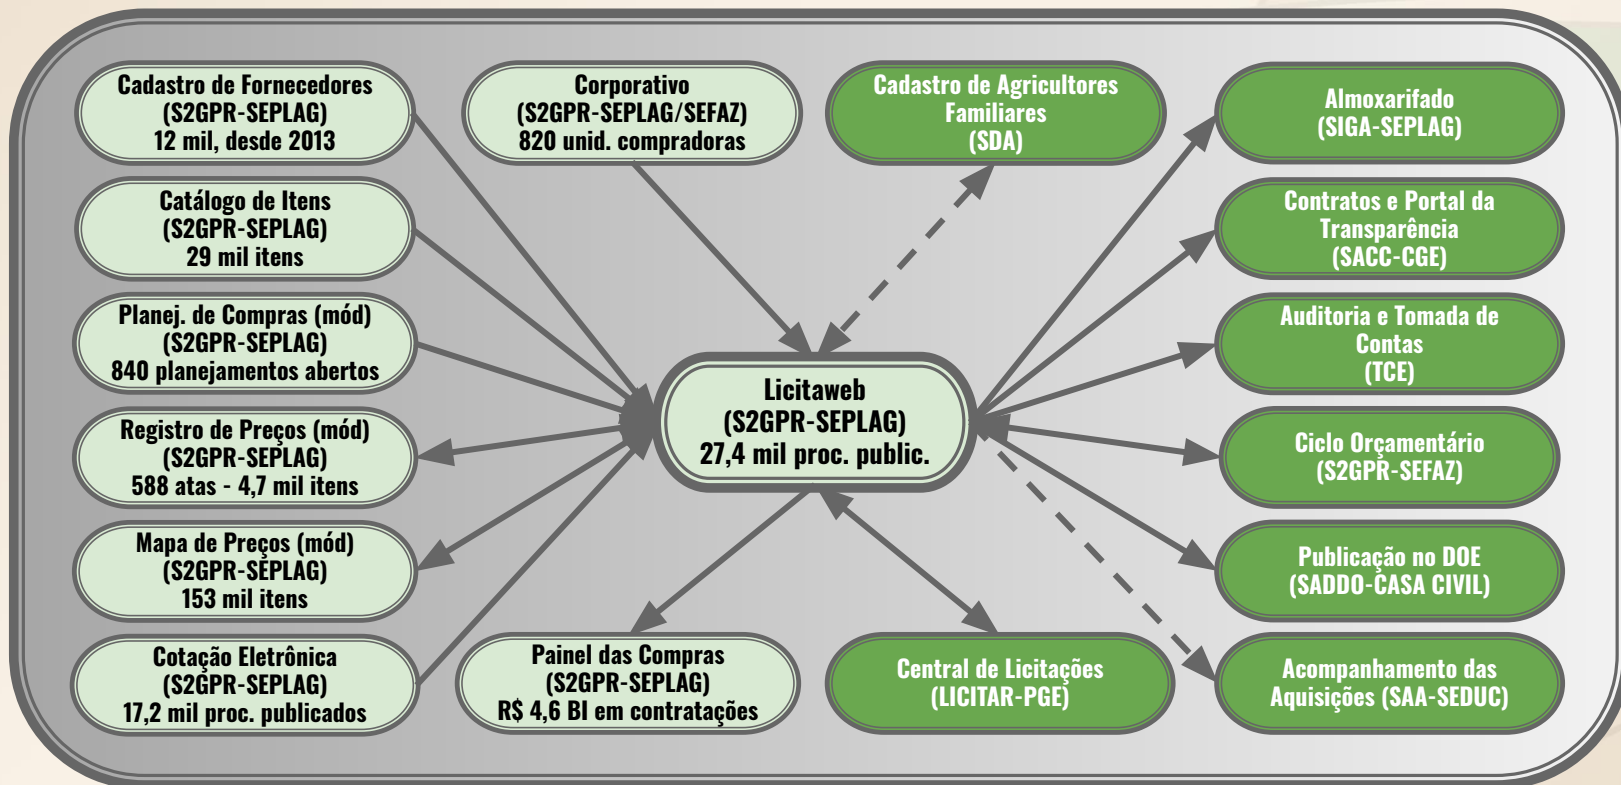 Cadastro de Fornecedores
(S2GPR-SEPLAG)
12 mil, desde 2013
Corporativo
(S2GPR-SEPLAG/SEFAZ)
820 unid. compradoras
Cadastro de Agricultores
Familiares
(SDA)
Almoxarifado
(SIGA-SEPLAG)
Catálogo de Itens
(S2GPR-SEPLAG)
29 mil itens
Contratos e Portal da
Transparência
(SACC-CGE)
Planej. de Compras (mód)
(S2GPR-SEPLAG)
840 planejamentos abertos
Auditoria e Tomada de
Contas
(TCE)
Licitaweb
(S2GPR-SEPLAG)
27,4 mil proc. public.
Registro de Preços (mód)
(S2GPR-SEPLAG)
588 atas - 4,7 mil itens
Ciclo Orçamentário
(S2GPR-SEFAZ)
Mapa de Preços (mód)
(S2GPR-SEPLAG)
153 mil itens
Publicação no DOE
(SADDO-CASA CIVIL)
Cotação Eletrônica
(S2GPR-SEPLAG)
17,2 mil proc. publicados
Painel das Compras
(S2GPR-SEPLAG)
R$ 4,6 BI em contratações
Central de Licitações
(LICITAR-PGE)
Acompanhamento das
Aquisições (SAA-SEDUC)